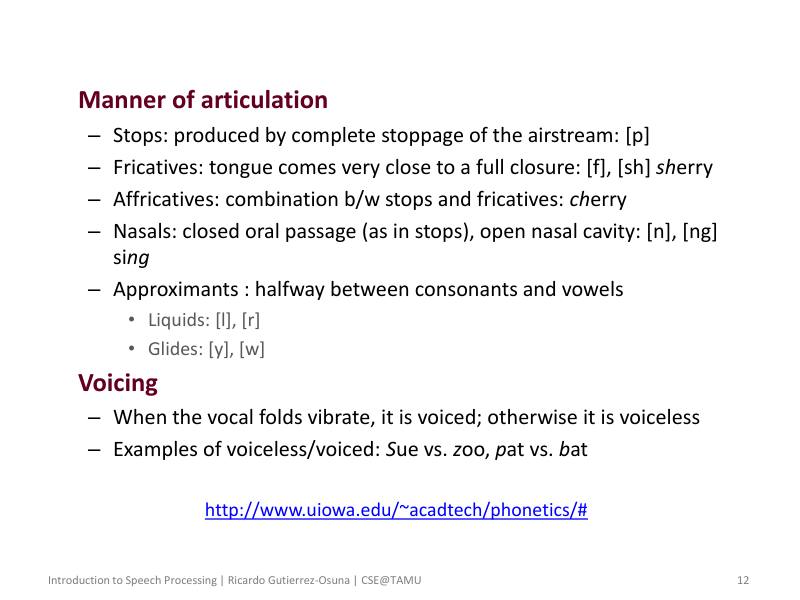 Manner of articulation
– Stops: produced by complete stoppage of the airstream: [p]
– Fricatives: tongue comes very close to a full closure: [f], [sh] sherry
– Affricatives: combination b/w stops and fricatives: cherry
– Nasals: closed oral passage (as in stops), open nasal cavity: [n], [ng]
sing
– Approximants : halfway between consonants and vowels
• Liquids: [l], [r]
• Glides: [y], [w]
Voicing
– When the vocal folds vibrate, it is voiced; otherwise it is voiceless
– Examples of voiceless/voiced: Sue vs. zoo, pat vs. bat
http://www.uiowa.edu/~acadtech/phonetics/#
Introduction to Speech Processing | Ricardo Gutierrez-Osuna | CSE@TAMU 12